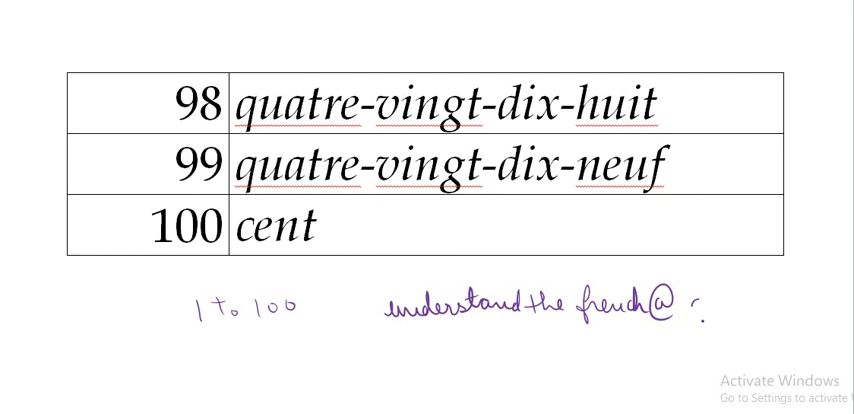 98 quatre-vingt-dix-huit
99 quatre-vingt-dix-neuf
100 cent
1 to 100 understand the french@ :
Activate Windows
Go to Settings to activate